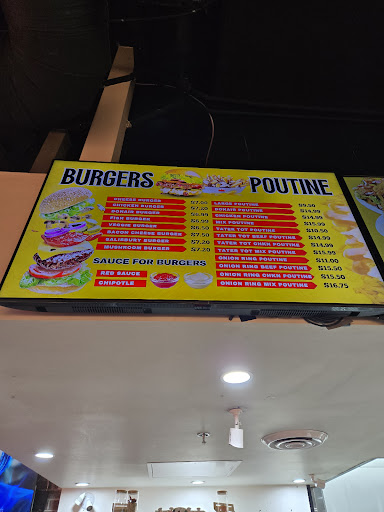 BURGERS
CHEESE BURGER $7.50
CHICKEN BURGER $7.50
DONAIR BURGER $6.99
FISH BURGER $6.99
VEGGIE BURGER $6.50
BACON CHEESE BURGER $7.50
SALISBURY BURGER $7.20
MUSHROOM BURGER $7.20
SAUCE FOR BURGERS
RED SAUCE
CHIPOTLE
POUTINE
LARGE POUTINE $9.50
DONAIR POUTINE $14.99
CHICKEN POUTINE $14.99
MIX POUTINE $15.99
TATER TOT POUTINE $10.50
TATER TOT BEEF POUTINE $14.99
TATER TOT CHKN POUTINE $14.99
TATER TOT MIX POUTINE $15.99
ONION RING POUTINE $11.00
ONION RING BEEF POUTINE $15.50
ONION RING CHKN POUTINE $15.50
ONION RING MIX POUTINE $16.75